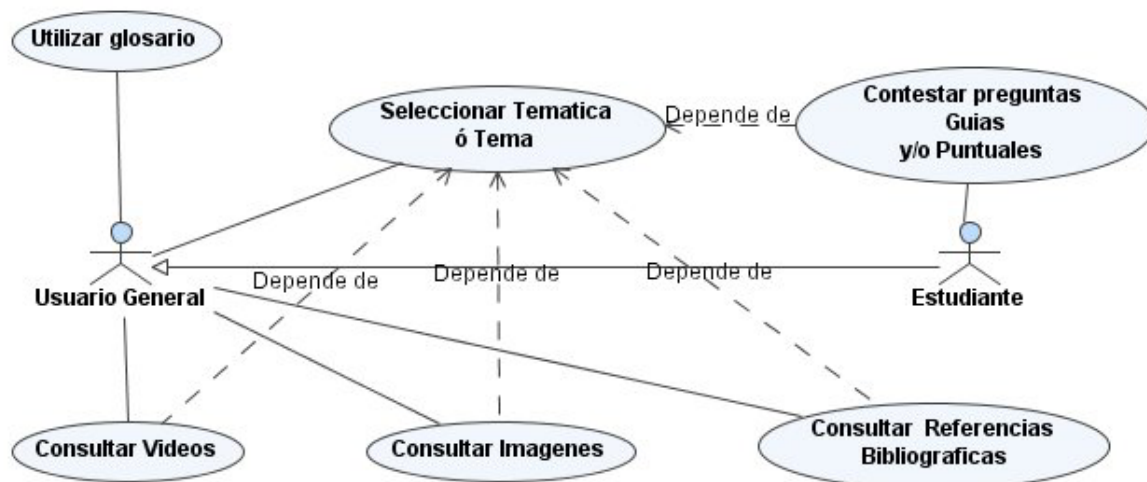 Utilizar glosario
Seleccionar Tematica
ó Tema
Depende de
Contestar preguntas
Guias
y/o Puntuales
Depende de
Depende de
Depende de
Usuario General
Estudiante
Consultar Videos
Consultar Imagenes
Consultar Referencias
Bibliograficas